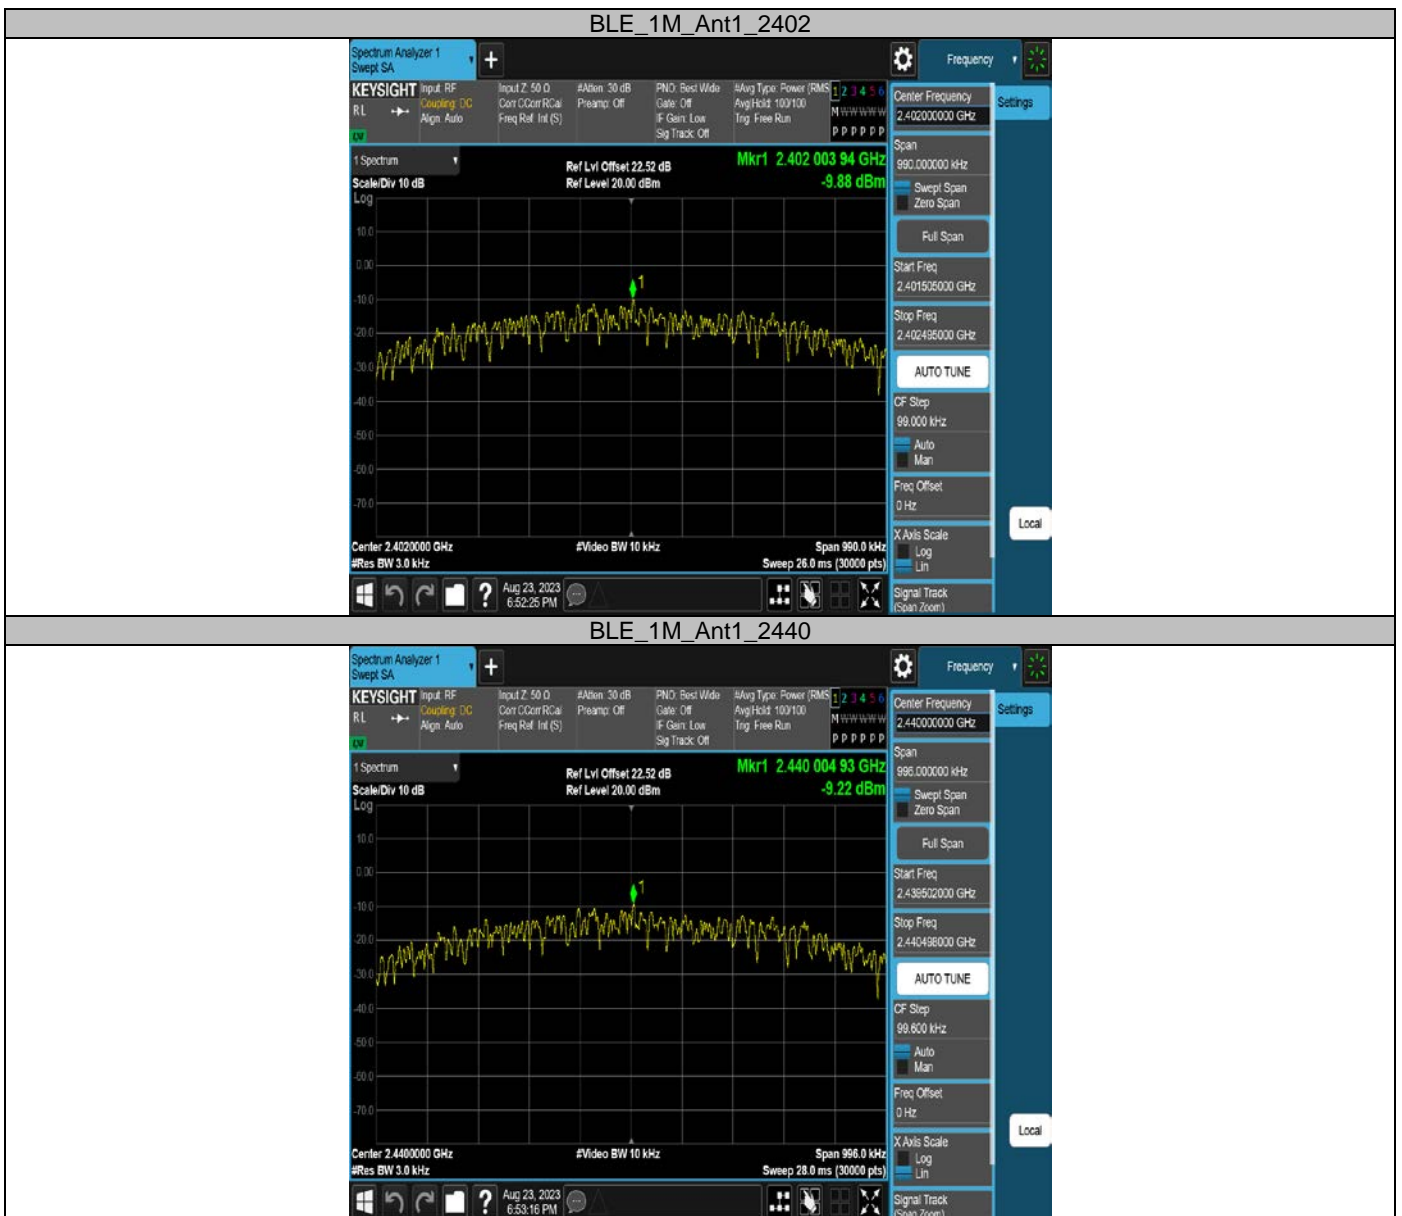 BLE_1M_Ant1_2402
Spectrum Analyzer 1
Swept SA
Frequency
KEYSIGHT
RL
Input: RF
Coupling: DC
Align: Auto
Input Z: 50 Ω
Corr CCorr RCal
Freq Ref: Int (S)
#Atten: 30 dB
Preamp: Off
PNO: Best Wide
Gate: Off
IF Gain: Low
Sig Track: Off
#Avg Type: Power (RMS
Avg|Hold: 100/100
Trig: Free Run
1 2 3 4 5 6
M W W W W W
P P P P P P
1 Spectrum
Scale/Div 10 dB
Log
Ref Lvl Offset 22.52 dB
Ref Level 20.00 dBm
Mkr1 2.402 003 94 GHz
-9.88 dBm
10.0
0.00
-10.0
-20.0
-30.0
-40.0
-50.0
-60.0
-70.0
1
Center 2.4020000 GHz
#Res BW 3.0 kHz
#Video BW 10 kHz
Span 990.0 kHz
Sweep 26.0 ms (30000 pts)
Aug 23, 2023
6:52:25 PM
Center Frequency
2.402000000 GHz
Settings
Span
990.000000 kHz
Swept Span
Zero Span
Full Span
Start Freq
2.401505000 GHz
Stop Freq
2.402495000 GHz
AUTO TUNE
CF Step
99.000 kHz
Auto
Man
Freq Offset
0 Hz
X Axis Scale
Log
Lin
Local
Signal Track
(Span Zoom)
BLE_1M_Ant1_2440
Spectrum Analyzer 1
Swept SA
Frequency
KEYSIGHT
RL
Input: RF
Coupling: DC
Align: Auto
Input Z: 50 Ω
Corr CCorr RCal
Freq Ref: Int (S)
#Atten: 30 dB
Preamp: Off
PNO: Best Wide
Gate: Off
IF Gain: Low
Sig Track: Off
#Avg Type: Power (RMS
Avg|Hold: 100/100
Trig: Free Run
1 2 3 4 5 6
M W W W W W
P P P P P P
1 Spectrum
Scale/Div 10 dB
Log
Ref Lvl Offset 22.52 dB
Ref Level 20.00 dBm
Mkr1 2.440 004 93 GHz
-9.22 dBm
10.0
0.00
-10.0
-20.0
-30.0
-40.0
-50.0
-60.0
-70.0
1
Center 2.4400000 GHz
#Res BW 3.0 kHz
#Video BW 10 kHz
Span 996.0 kHz
Sweep 28.0 ms (30000 pts)
Aug 23, 2023
6:53:16 PM
Center Frequency
2.440000000 GHz
Settings
Span
996.000000 kHz
Swept Span
Zero Span
Full Span
Start Freq
2.439502000 GHz
Stop Freq
2.440498000 GHz
AUTO TUNE
CF Step
99.600 kHz
Auto
Man
Freq Offset
0 Hz
X Axis Scale
Log
Lin
Local
Signal Track
(Span Zoom)